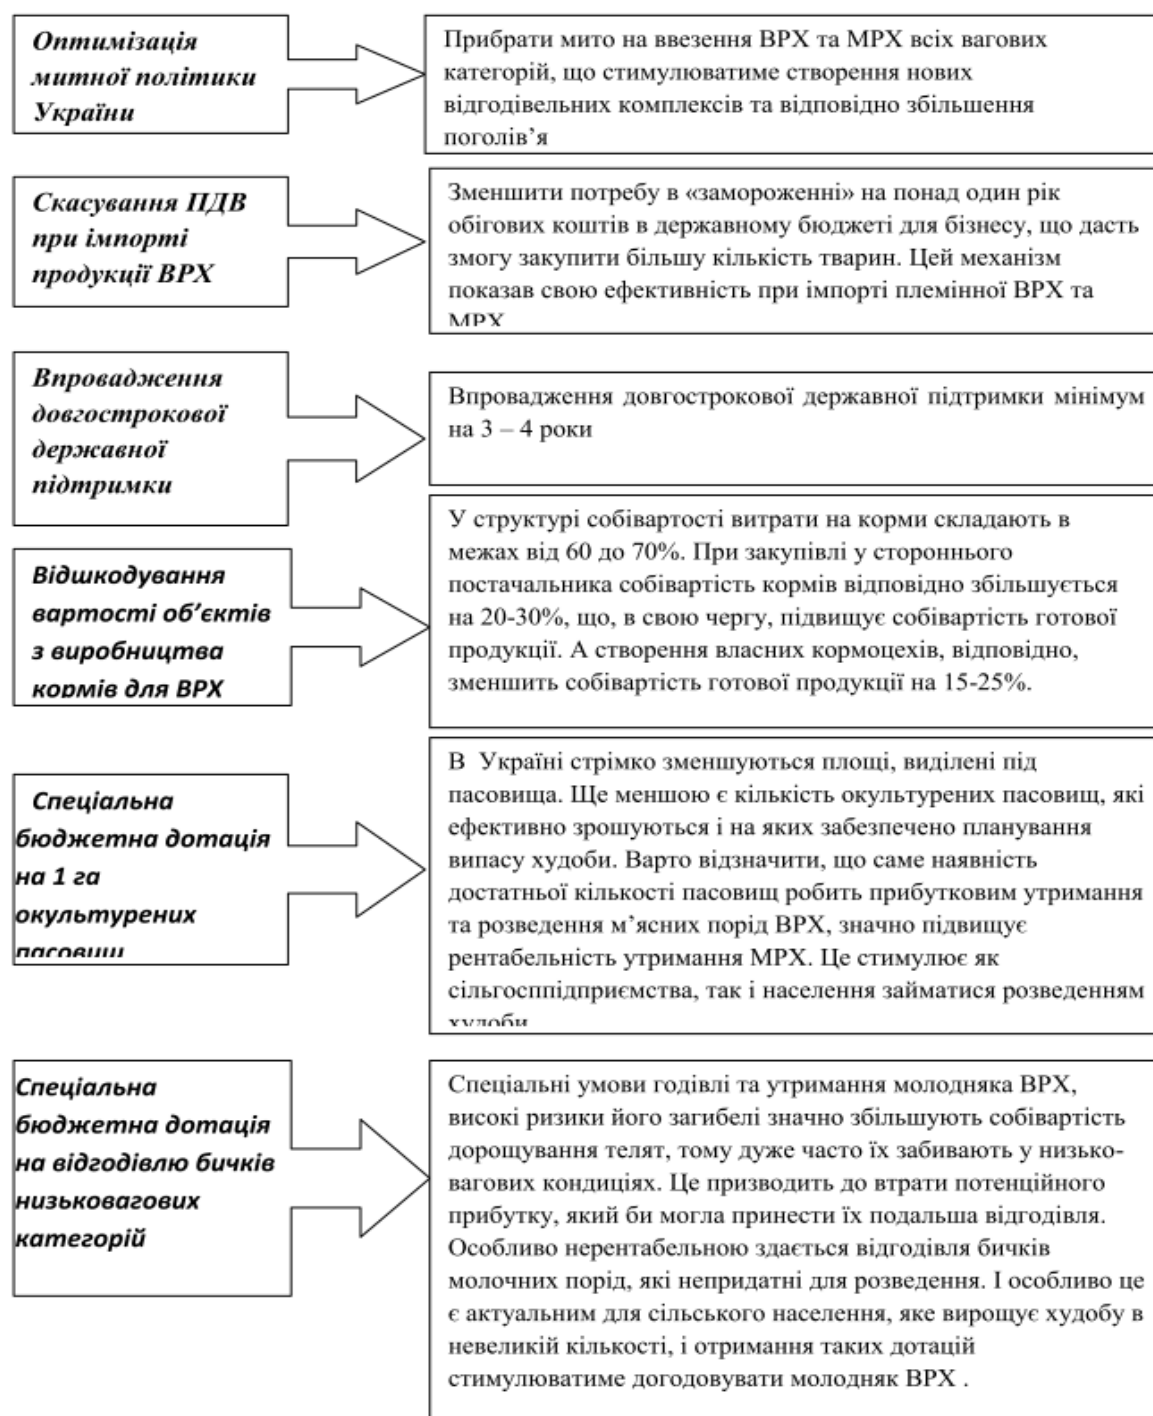 Оптимізація
митної політики
України
Прибрати мито на ввезення ВРХ та МРХ всіх вагових
категорій, що стимулюватиме створення нових
відгодівельних комплексів та відповідно збільшення
поголів’я
Скасування ПДВ
при імпорті
продукції ВРХ
Зменшити потребу в «замороженні» на понад один рік
обігових коштів в державному бюджеті для бізнесу, що дасть
змогу закупити більшу кількість тварин. Цей механізм
показав свою ефективність при імпорті племінної ВРХ та
МРХ
Впровадження
довгострокової
державної
підтримки
Впровадження довгострокової державної підтримки мінімум
на 3 – 4 роки
Відшкодування
вартості об’єктів
з виробництва
кормів для ВРХ
У структурі собівартості витрати на корми складають в
межах від 60 до 70%. При закупівлі у стороннього
постачальника собівартість кормів відповідно збільшується
на 20-30%, що, в свою чергу, підвищує собівартість готової
продукції. А створення власних кормоцехів, відповідно,
зменшить собівартість готової продукції на 15-25%.
Спеціальна
бюджетна дотація
на 1 га
окультурених
пасовищ
В Україні стрімко зменшуються площі, виділені під
пасовища. Ще меншою є кількість окультурених пасовищ, які
ефективно зрошуються і на яких забезпечено планування
випасу худоби. Варто відзначити, що саме наявність
достатньої кількості пасовищ робить прибутковим утримання
та розведення м’ясних порід ВРХ, значно підвищує
рентабельність утримання МРХ. Це стимулює як
сільгосппідприємства, так і населення займатися розведенням
худоби
Спеціальна
бюджетна дотація
на відгодівлю бичків
низьковагових
категорій
Спеціальні умови годівлі та утримання молодняка ВРХ,
високі ризики його загибелі значно збільшують собівартість
дорощування телят, тому дуже часто їх забивають у низько-
вагових кондиціях. Це призводить до втрати потенційного
прибутку, який би могла принести їх подальша відгодівля.
Особливо нерентабельною здається відгодівля бичків
молочних порід, які непридатні для розведення. І особливо це
є актуальним для сільського населення, яке вирощує худобу в
невеликій кількості, і отримання таких дотацій
стимулюватиме догодовувати молодняк ВРХ .